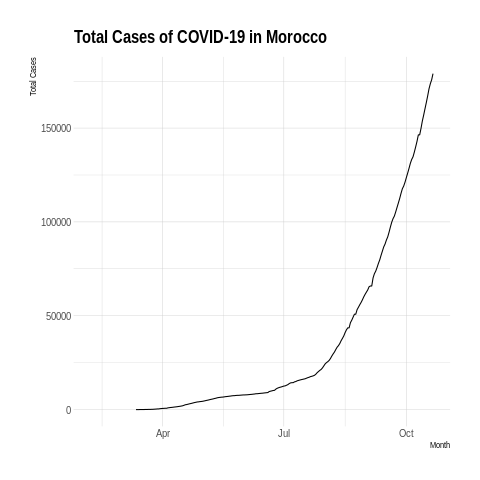 Total Cases of COVID-19 in Morocco
Total Cases
150000
100000
50000
0
Apr Jul Oct
Month